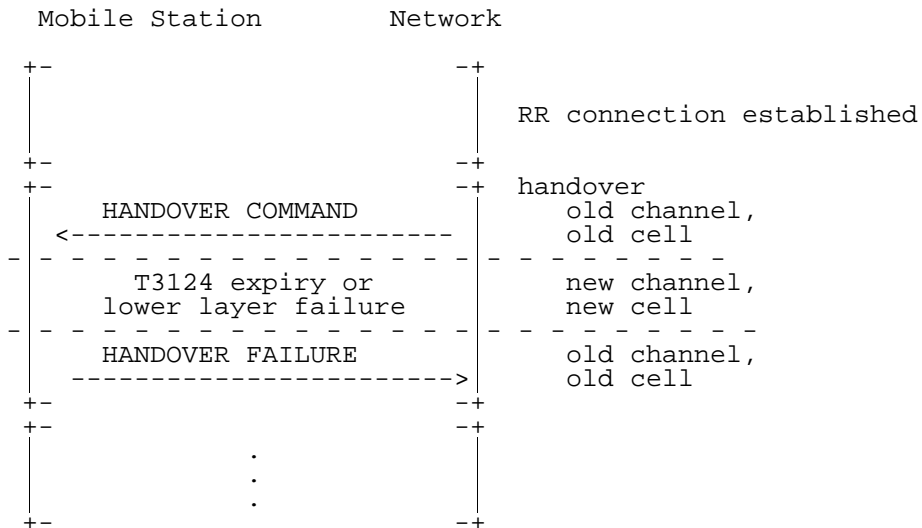 Mobile Station Network
RR connection established
handover
HANDOVER COMMAND old channel,
old cell
T3124 expiry or new channel,
lower layer failure new cell
HANDOVER FAILURE old channel,
old cell